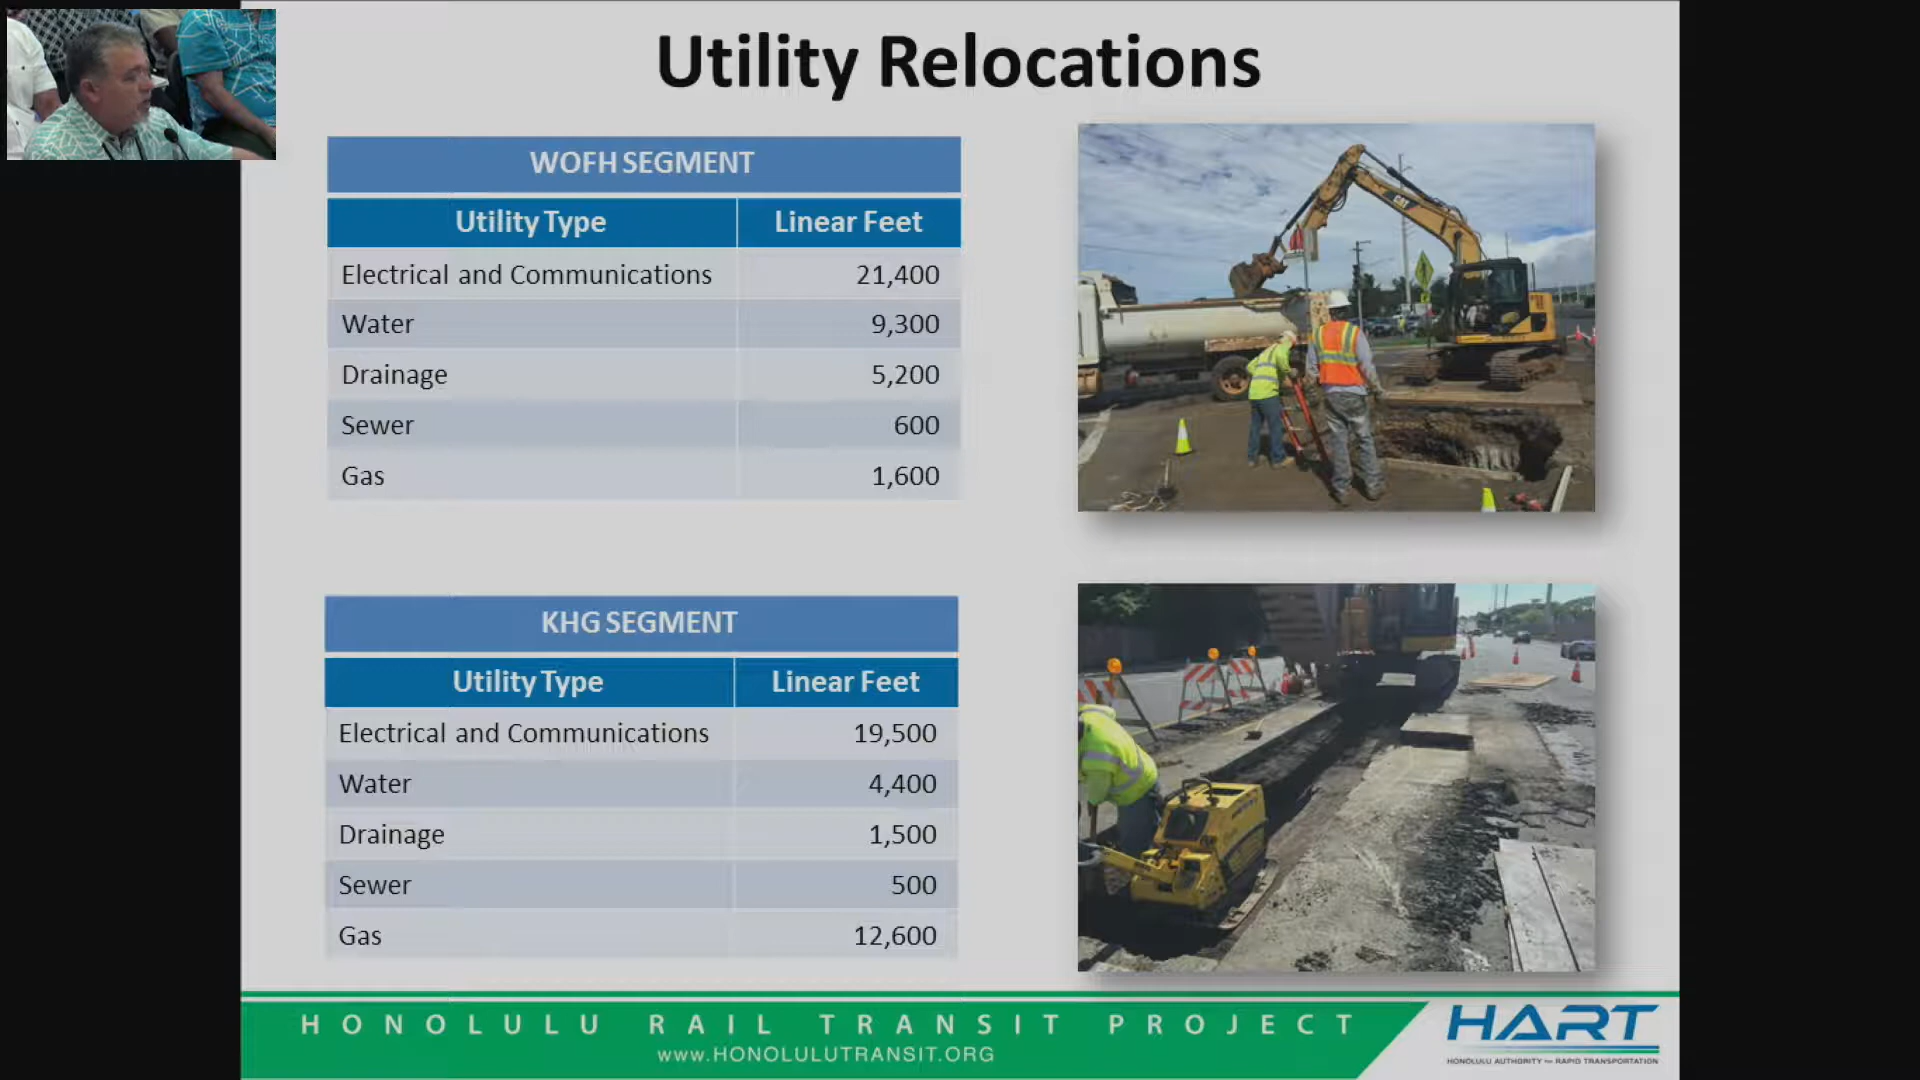 Utility Relocations
WOFH SEGMENT
Utility Type Linear Feet
Electrical and Communications 21,400
Water 9,300
Drainage 5,200
Sewer 600
Gas 1,600
CAT
KHG SEGMENT
Utility Type Linear Feet
Electrical and Communications 19,500
Water 4,400
Drainage 1,500
Sewer 500
Gas 12,600
HONOLULU RAIL TRANSIT PROJECT
WWW.HONOLULUTRANSIT.ORG
HART
HONOLULU AUTHORITY FOR RAPID TRANSPORTATION